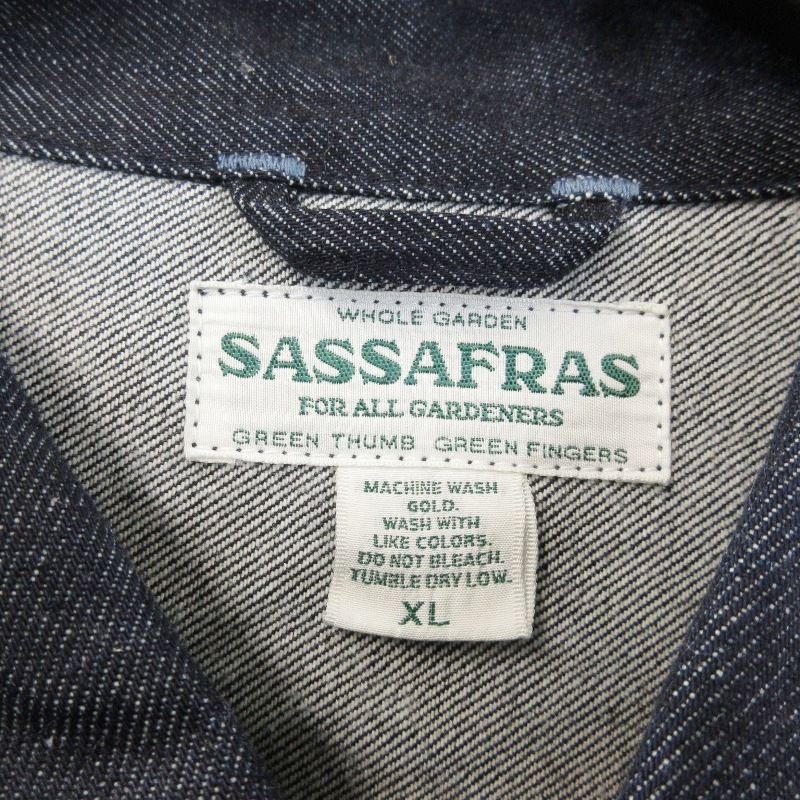 WHOLE GARDEN
SASSAFRAS
FOR ALL GARDENERS
GREEN THUMB GREEN FINGERS
MACHINE WASH
GOLD.
WASH WITH
LIKE COLORS.
DO NOT BLEACH.
TUMBLE DRY LOW.
XL